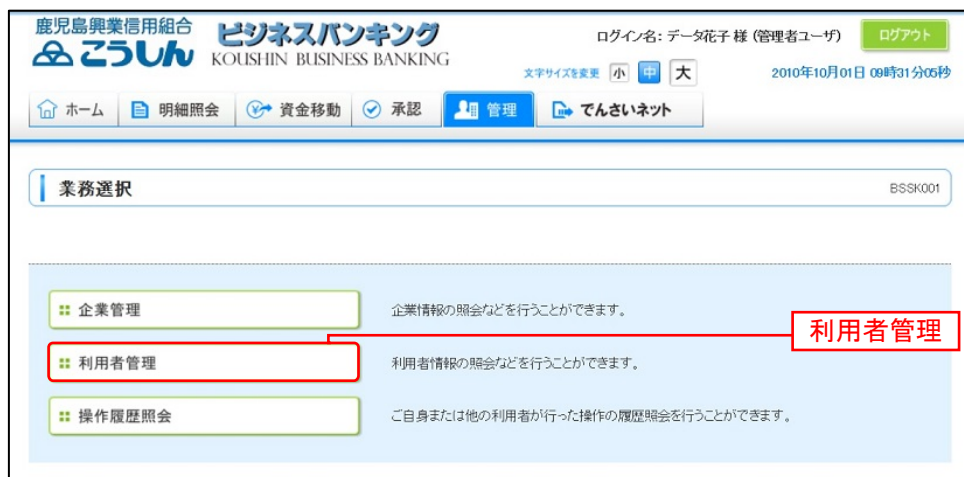 鹿児島興業信用組合
こうしん
ビジネスバンキング
KOUSHIN BUSINESS BANKING
ログイン名：データ花子 様 (管理者ユーザ)
ログアウト
文字サイズを変更 小 中 大
2010年10月01日 09時31分05秒
ホーム 明細照会 資金移動 承認 管理 でんさいネット
業務選択
BSSK001
企業管理
企業情報の照会などを行うことができます。
利用者管理
利用者管理
利用者情報の照会などを行うことができます。
操作履歴照会
ご自身または他の利用者が行った操作の履歴照会を行うことができます。